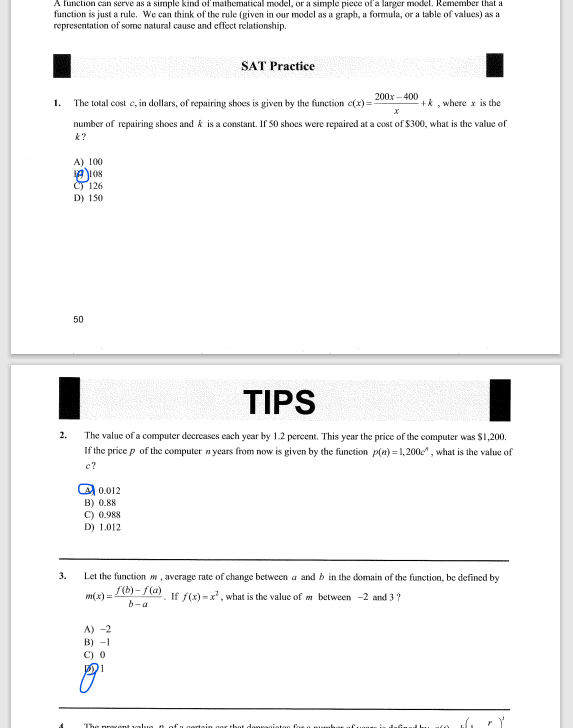 A function can serve as a simple kind of mathematical model, or a simple piece of a larger model. Remember that a
function is just a rule. We can think of the rule (given in our model as a graph, a formula, or a table of values) as a
representation of some natural cause and effect relationship.
SAT Practice
1. The total cost c, in dollars, of repairing shoes is given by the function c(x) = (200x − 400)/x + k , where x is the
number of repairing shoes and k is a constant. If 50 shoes were repaired at a cost of $300, what is the value of
k?
A) 100
B) 108
C) 126
D) 150
50
TIPS
2. The value of a computer decreases each year by 1.2 percent. This year the price of the computer was $1,200.
If the price p of the computer n years from now is given by the function p(n) = 1,200cⁿ , what is the value of
c?
A) 0.012
B) 0.88
C) 0.988
D) 1.012
3. Let the function m , average rate of change between a and b in the domain of the function, be defined by
m(x) = (f(b) − f(a))/(b − a) . If f(x) = x² , what is the value of m between −2 and 3 ?
A) −2
B) −1
C) 0
D) 1